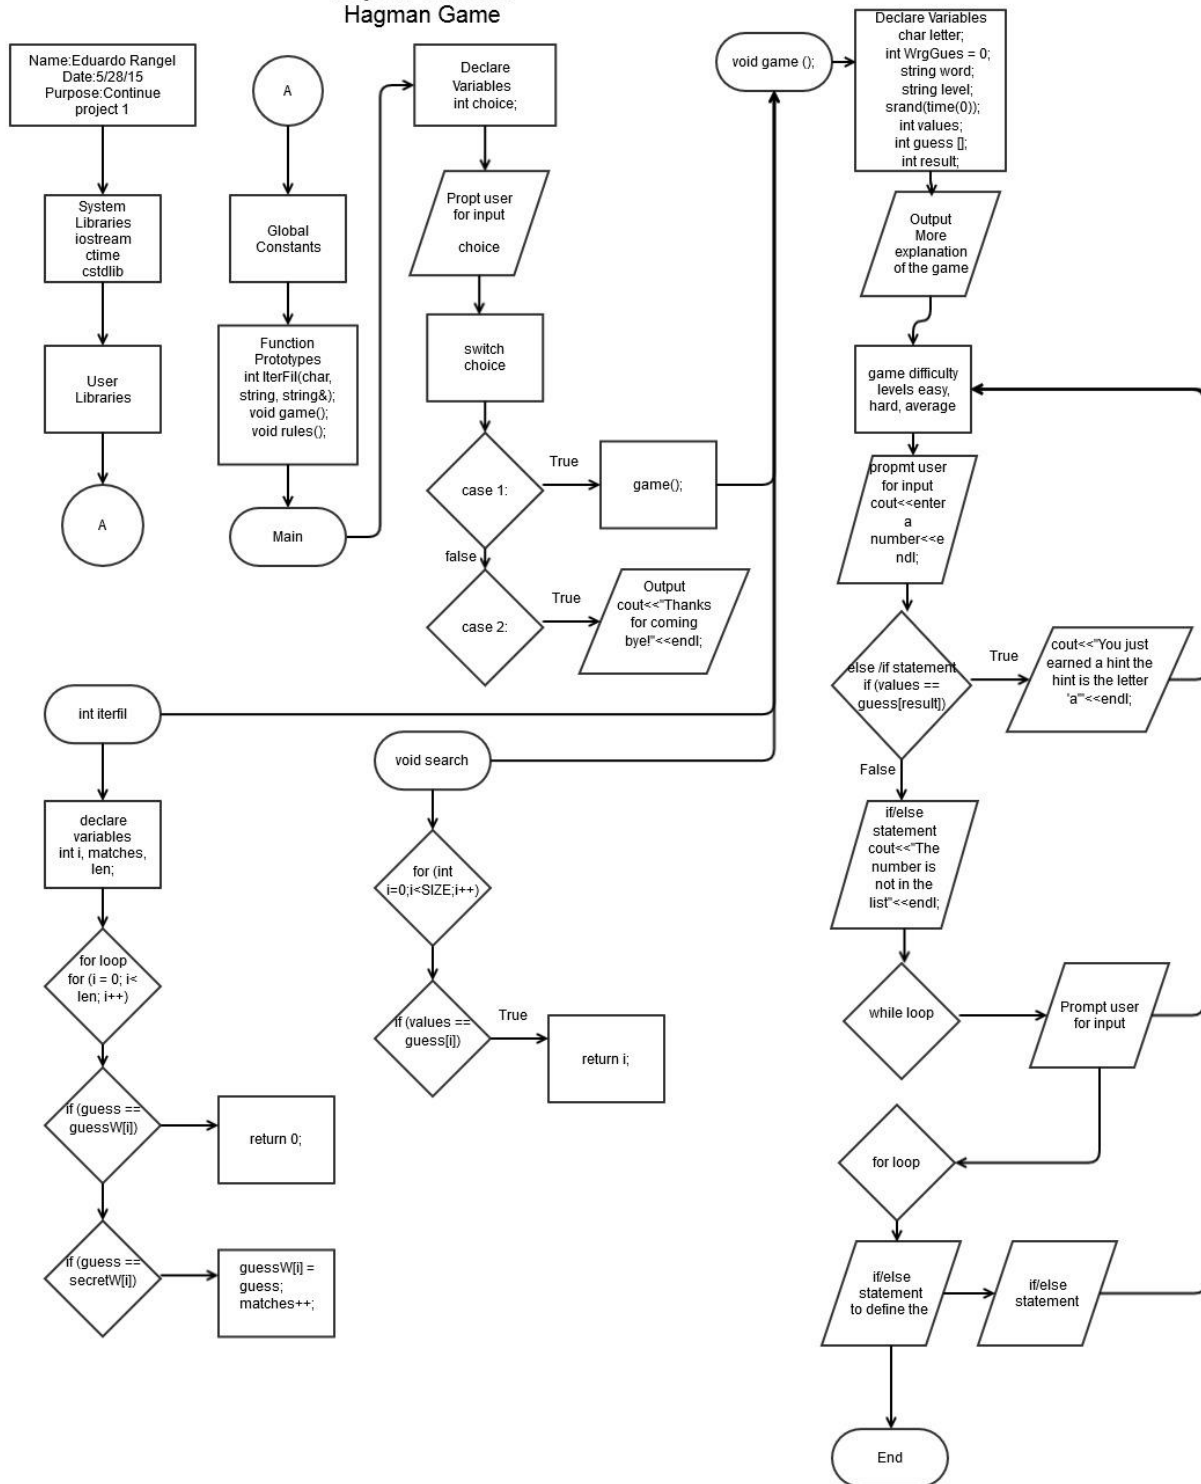 Hagman Game
Name:Eduardo Rangel
Date:5/28/15
Purpose:Continue
project 1
System
Libraries
iostream
ctime
cstdlib
User
Libraries
A
A
Global
Constants
Function
Prototypes
int IterFil(char,
string, string&);
void game();
void rules();
Main
Declare
Variables
int choice;
Propt user
for input
choice
switch
choice
case 1:
True
game();
false
case 2:
True
Output
cout<<"Thanks
for coming
bye!"<<endl;
void game ();
Declare Variables
char letter;
int WrgGues = 0;
string word;
string level;
srand(time(0));
int values;
int guess [];
int result;
Output
More
explanation
of the game
game difficulty
levels easy,
hard, average
propmt user
for input
cout<<enter
a
number<<e
ndl;
else /if statement
if (values ==
guess[result])
True
cout<<"You just
earned a hint the
hint is the letter
'a'"<<endl;
False
if/else
statement
cout<<"The
number is
not in the
list"<<endl;
while loop
Prompt user
for input
for loop
if/else
statement
to define the
if/else
statement
End
int iterfil
declare
variables
int i, matches,
len;
for loop
for (i = 0; i<
len; i++)
if (guess ==
guessW[i])
return 0;
if (guess ==
secretW[i])
guessW[i] =
guess;
matches++;
void search
for (int
i=0;i<SIZE;i++)
if (values ==
guess[i])
True
return i;